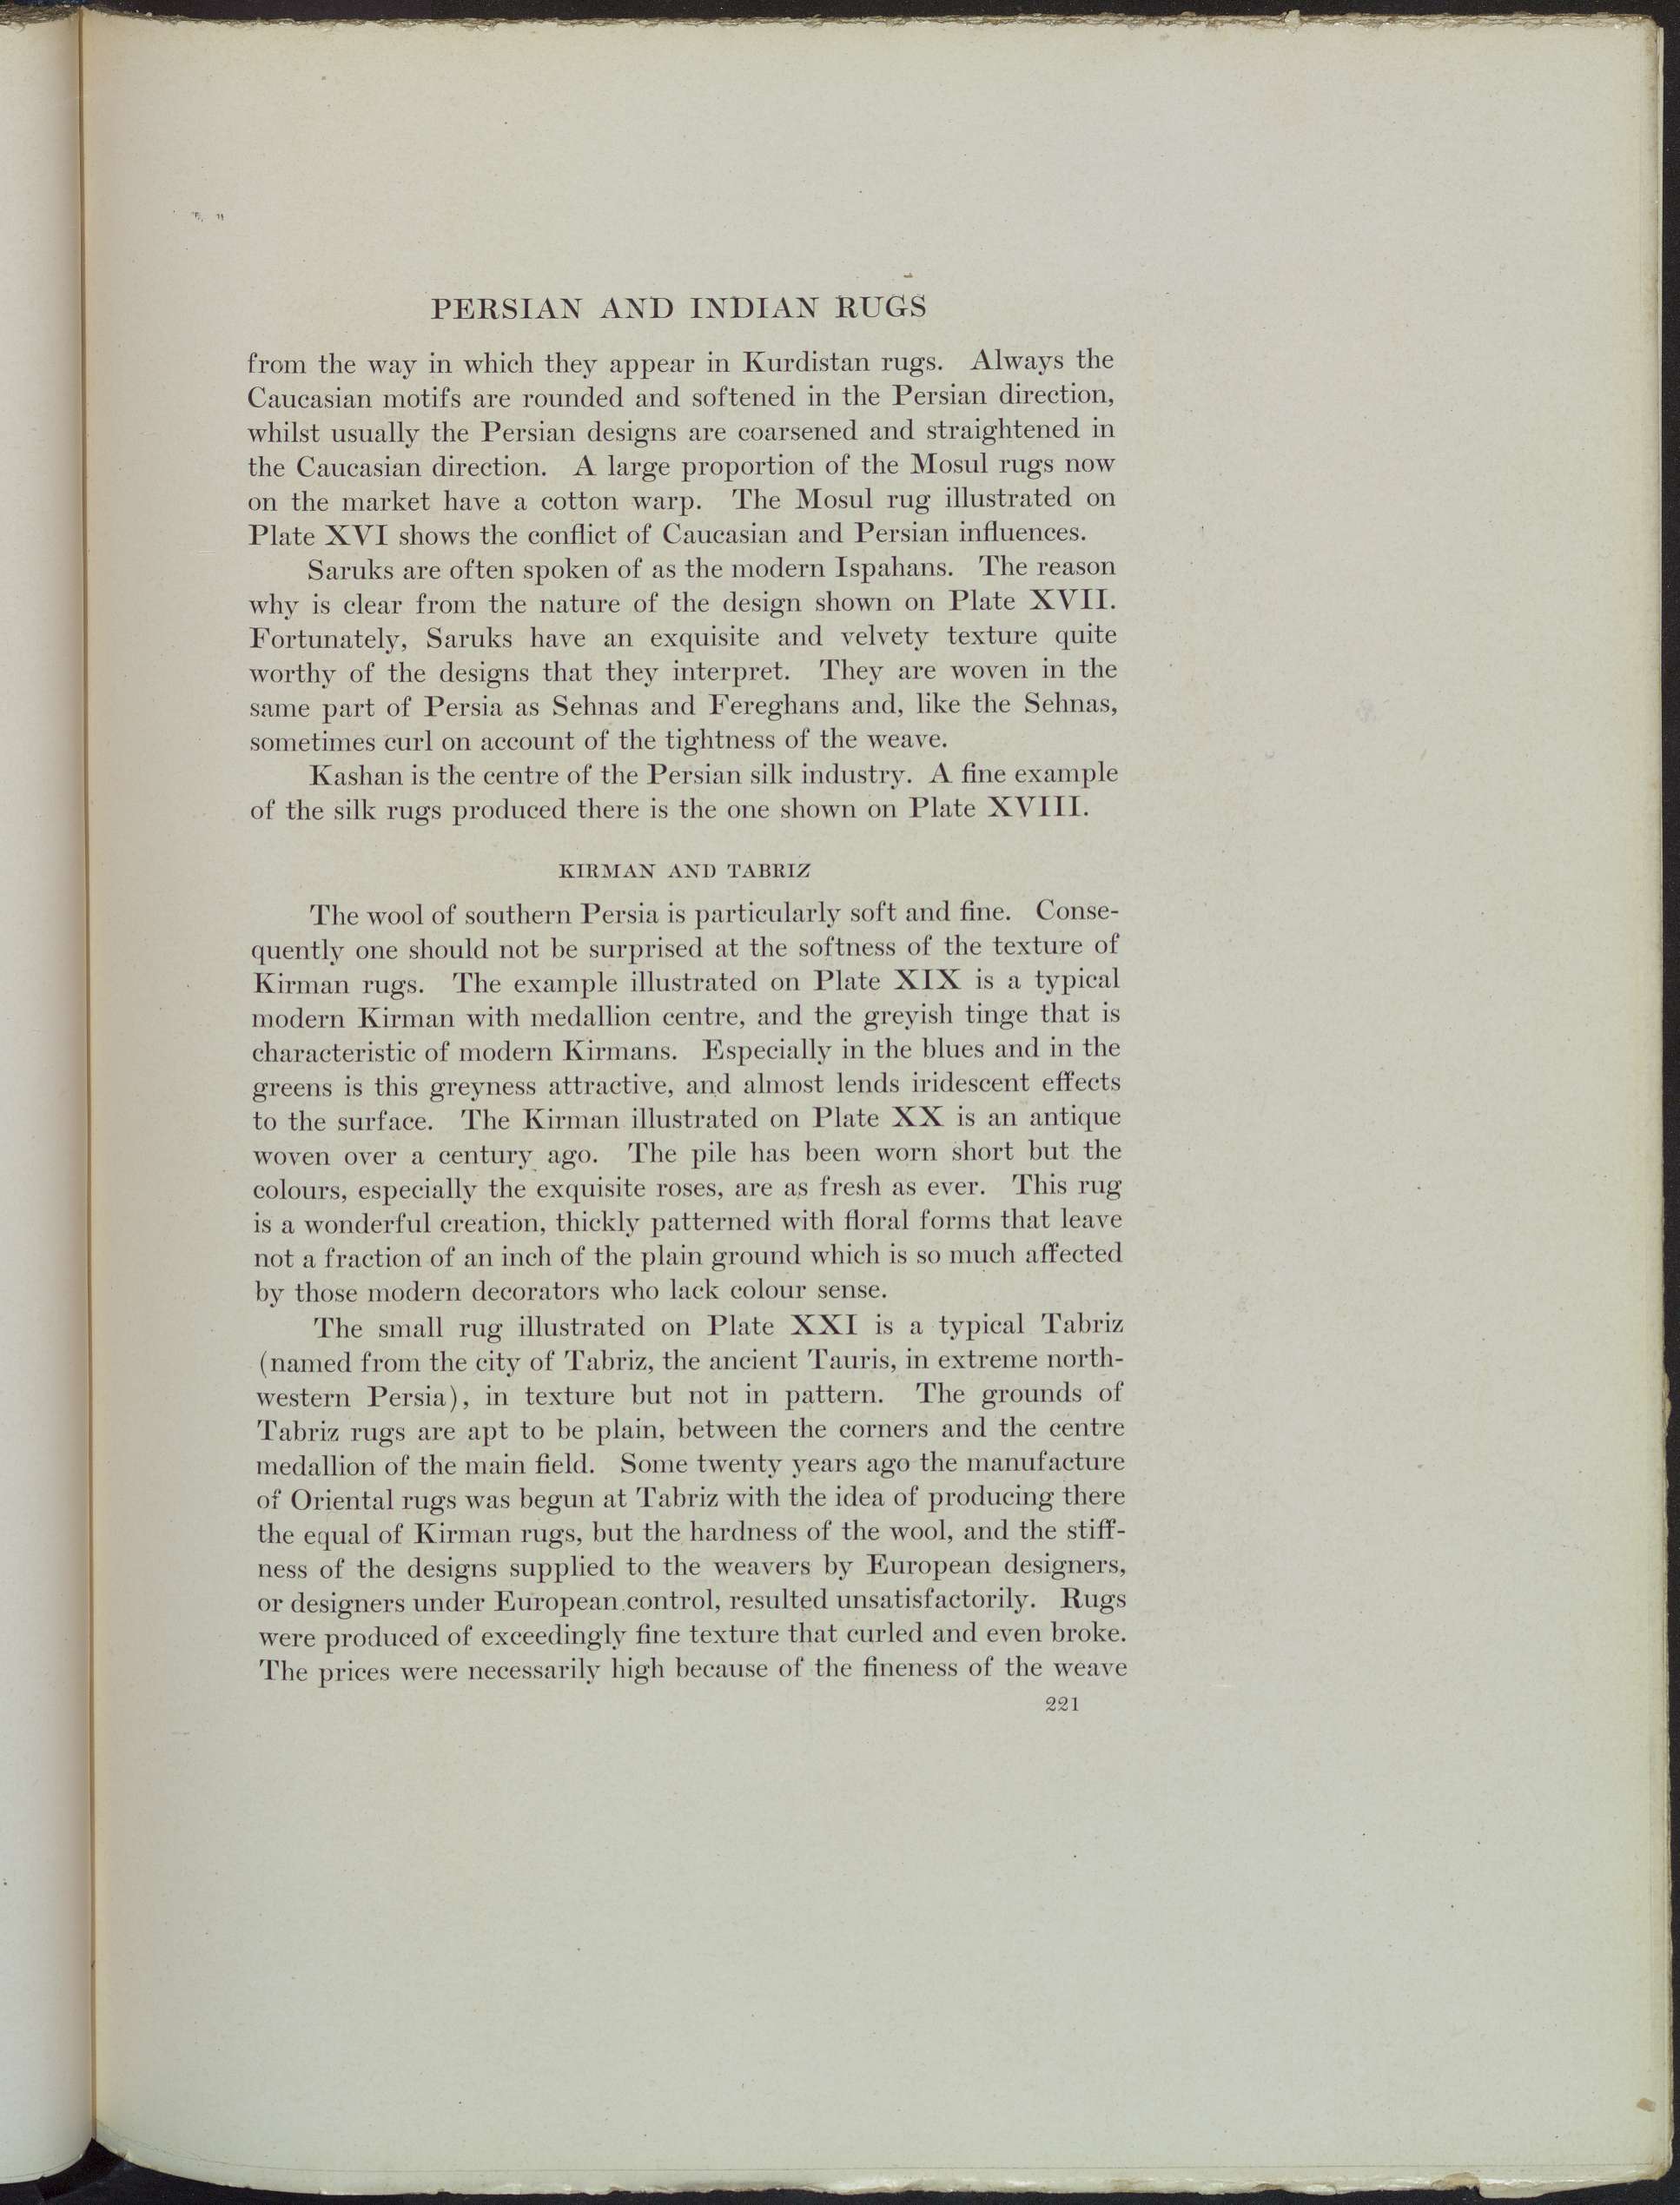 PERSIAN AND INDIAN RUGS
from the way in which they appear in Kurdistan rugs. Always the
Caucasian motifs are rounded and softened in the Persian direction,
whilst usually the Persian designs are coarsened and straightened in
the Caucasian direction. A large proportion of the Mosul rugs now
on the market have a cotton warp. The Mosul rug illustrated on
Plate XVI shows the conflict of Caucasian and Persian influences.
Saruks are often spoken of as the modern Ispahans. The reason
why is clear from the nature of the design shown on Plate XVII.
Fortunately, Saruks have an exquisite and velvety texture quite
worthy of the designs that they interpret. They are woven in the
same part of Persia as Sehnas and Fereghans and, like the Sehnas,
sometimes curl on account of the tightness of the weave.
Kashan is the centre of the Persian silk industry. A fine example
of the silk rugs produced there is the one shown on Plate XVIII.
KIRMAN AND TABRIZ
The wool of southern Persia is particularly soft and fine. Conse-
quently one should not be surprised at the softness of the texture of
Kirman rugs. The example illustrated on Plate XIX is a typical
modern Kirman with medallion centre, and the greyish tinge that is
characteristic of modern Kirmans. Especially in the blues and in the
greens is this greyness attractive, and almost lends iridescent effects
to the surface. The Kirman illustrated on Plate XX is an antique
woven over a century ago. The pile has been worn short but the
colours, especially the exquisite roses, are as fresh as ever. This rug
is a wonderful creation, thickly patterned with floral forms that leave
not a fraction of an inch of the plain ground which is so much affected
by those modern decorators who lack colour sense.
The small rug illustrated on Plate XXI is a typical Tabriz
(named from the city of Tabriz, the ancient Tauris, in extreme north-
western Persia), in texture but not in pattern. The grounds of
Tabriz rugs are apt to be plain, between the corners and the centre
medallion of the main field. Some twenty years ago the manufacture
of Oriental rugs was begun at Tabriz with the idea of producing there
the equal of Kirman rugs, but the hardness of the wool, and the stiff-
ness of the designs supplied to the weavers by European designers,
or designers under European control, resulted unsatisfactorily. Rugs
were produced of exceedingly fine texture that curled and even broke.
The prices were necessarily high because of the fineness of the weave
221